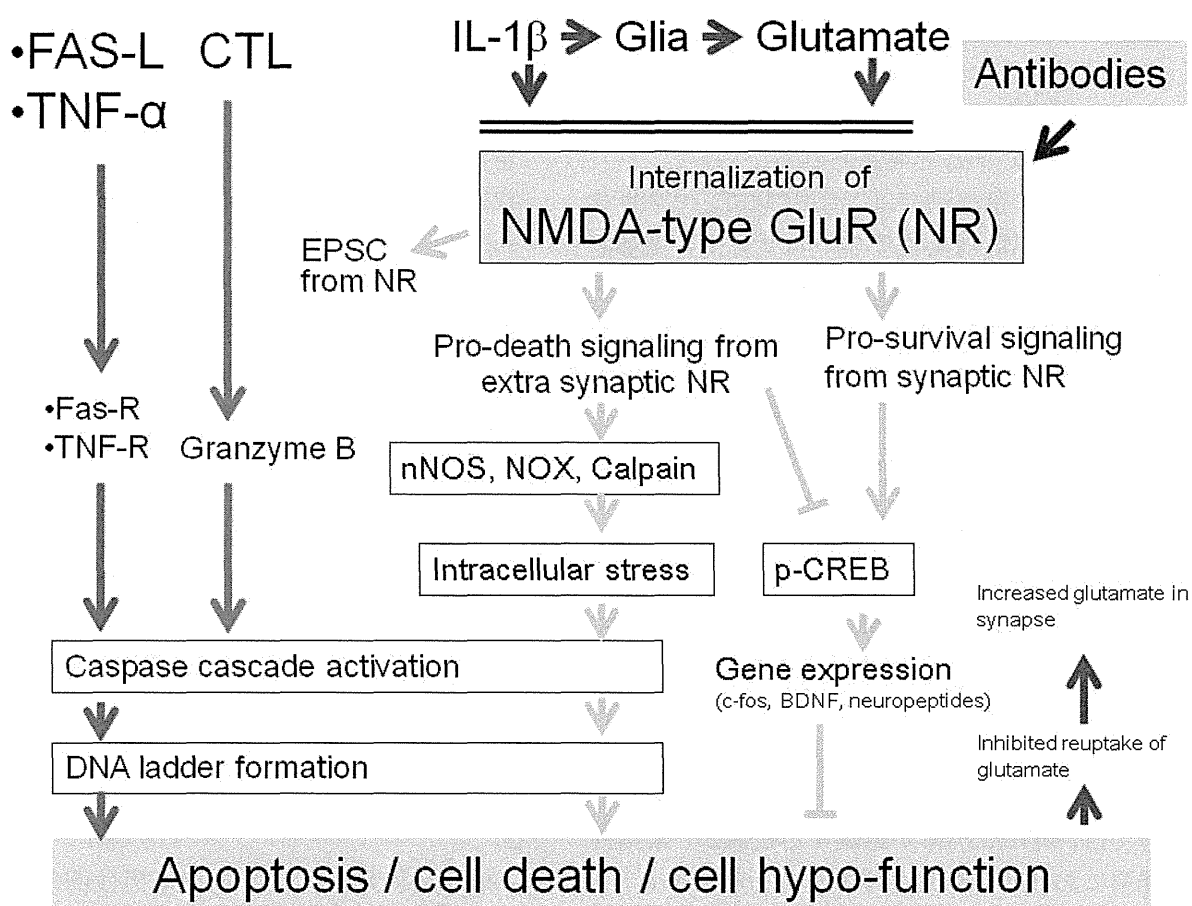 •FAS-L CTL
•TNF-α
IL-1β Glia Glutamate
Antibodies
Internalization of
NMDA-type GluR (NR)
EPSC
from NR
Pro-death signaling from
extra synaptic NR
Pro-survival signaling
from synaptic NR
•Fas-R
•TNF-R Granzyme B
nNOS, NOX, Calpain
Intracellular stress
p-CREB
Increased glutamate in
synapse
Caspase cascade activation
Gene expression
(c-fos, BDNF, neuropeptides)
Inhibited reuptake of
glutamate
DNA ladder formation
Apoptosis / cell death / cell hypo-function